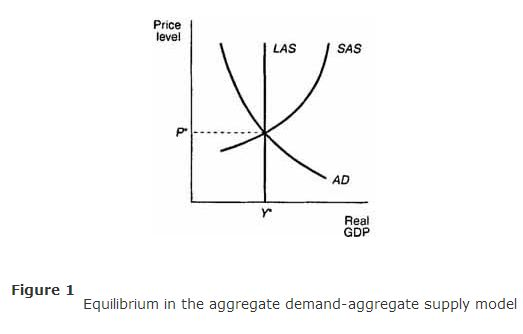 Price
level
LAS
SAS
P*
AD
Y*
Real
GDP
Figure 1
Equilibrium in the aggregate demand-aggregate supply model